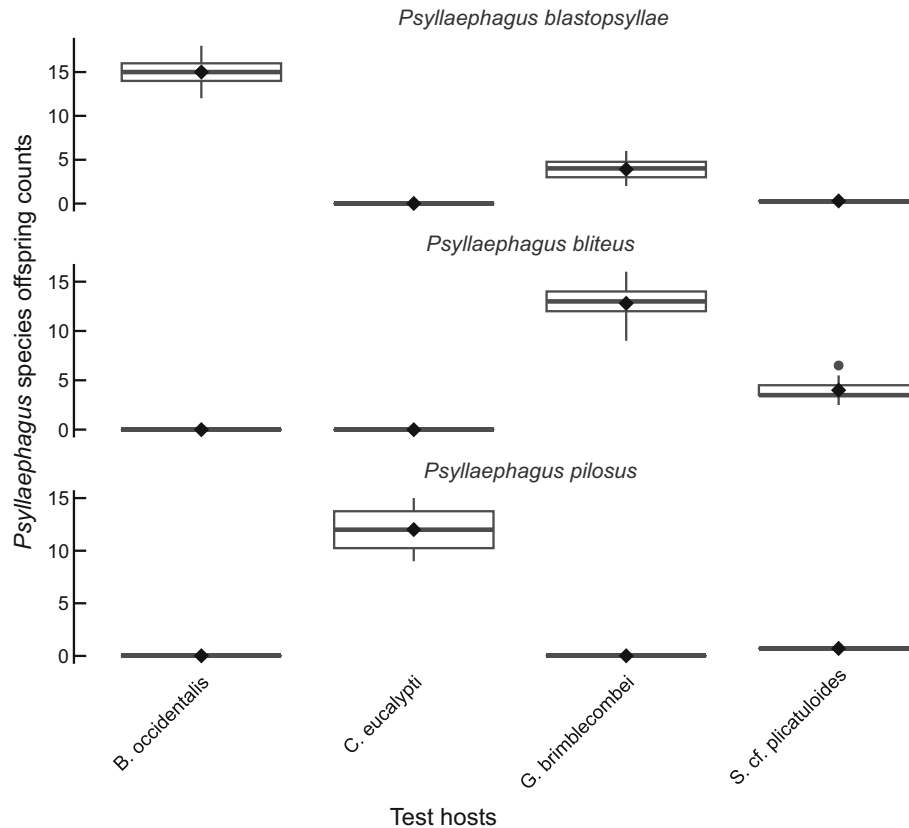 Psyllaephagus blastopsyllae
15
10
5
0
Psyllaephagus bliteus
15
10
5
0
Psyllaephagus pilosus
15
10
5
0
Psyllaephagus species offspring counts
B. occidentalis
C. eucalypti
G. brimblecombei
S. cf. plicatuloides
Test hosts